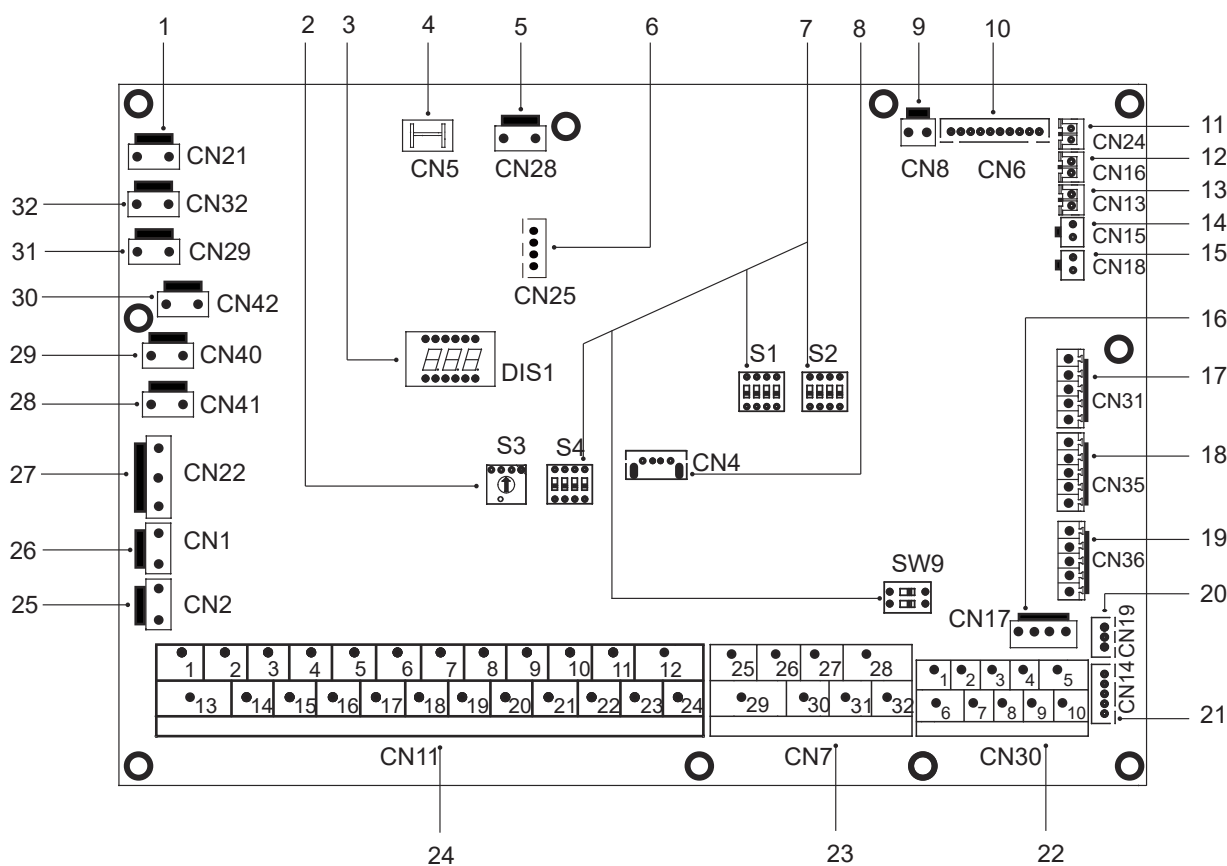 1 2 3 4 5 6 7 8 9 10
CN21
CN5
CN28
CN8
CN6
CN24
11
CN16
12
CN13
13
CN15
14
CN18
15
32
CN32
31
CN29
30
CN42
CN25
16
29
CN40
DIS1
S1
S2
CN31
17
28
CN41
27
CN22
S3
S4
CN4
CN35
18
26
CN1
CN36
19
25
CN2
SW9
CN17
CN19
20
1 2 3 4 5 6 7 8 9 10 11 12
25 26 27 28
1 2 3 4 5
CN14
13 14 15 16 17 18 19 20 21 22 23 24
29 30 31 32
6 7 8 9 10
21
CN11
CN7
CN30
24
23
22